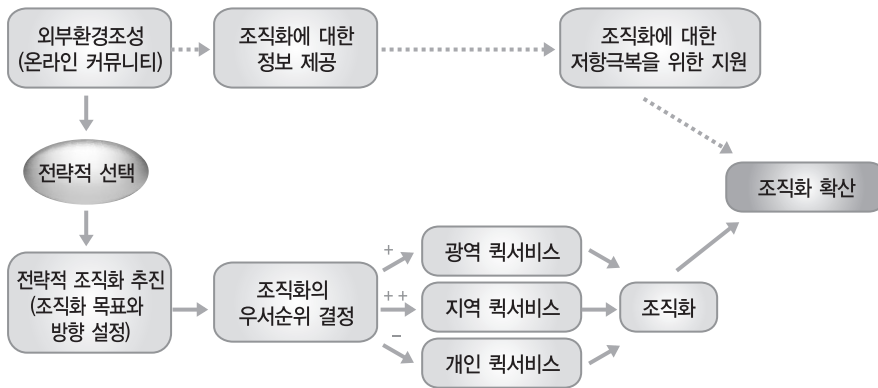 외부환경조성
(온라인 커뮤니티)
조직화에 대한
정보 제공
조직화에 대한
저항극복을 위한 지원
전략적 선택
조직화 확산
전략적 조직화 추진
(조직화 목표와
방향 설정)
조직화의
우서순위 결정
+
광역 퀵서비스
++
지역 퀵서비스
−
개인 퀵서비스
조직화